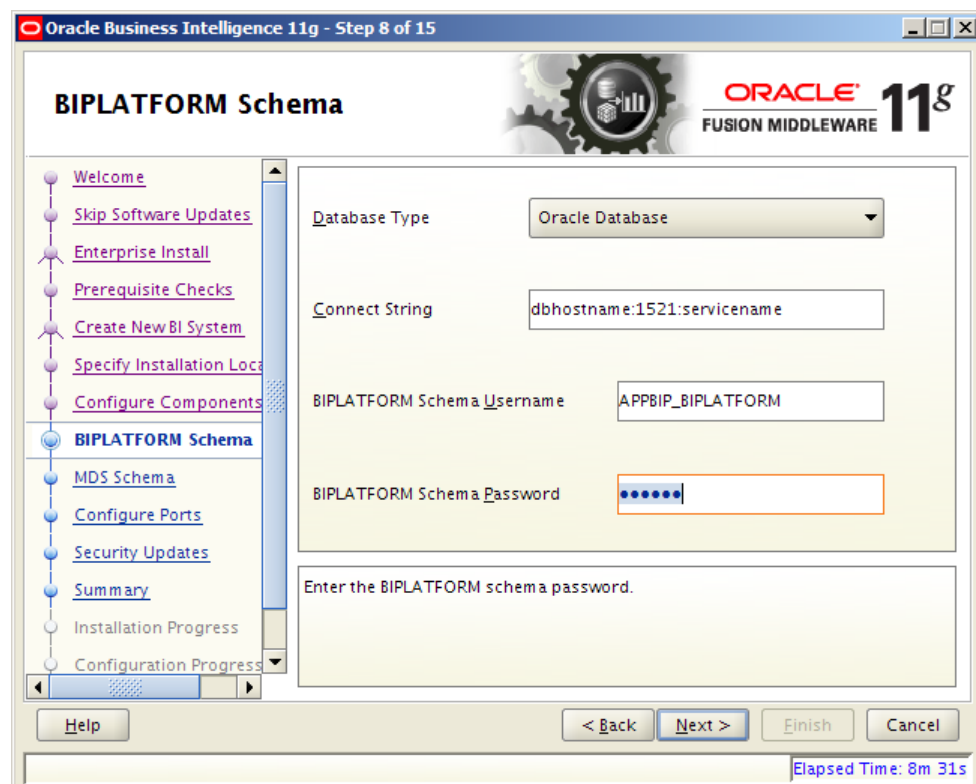 Oracle Business Intelligence 11g - Step 8 of 15
BIPLATFORM Schema
ORACLE
FUSION MIDDLEWARE
11g
Welcome
Skip Software Updates
Enterprise Install
Prerequisite Checks
Create New BI System
Specify Installation Loca
Configure Components
BIPLATFORM Schema
MDS Schema
Configure Ports
Security Updates
Summary
Installation Progress
Configuration Progress
Database Type
Oracle Database
Connect String
dbhostname:1521:servicename
BIPLATFORM Schema Username
APPBIP_BIPLATFORM
BIPLATFORM Schema Password
••••••
Enter the BIPLATFORM schema password.
Help
< Back
Next >
Finish
Cancel
Elapsed Time: 8m 31s